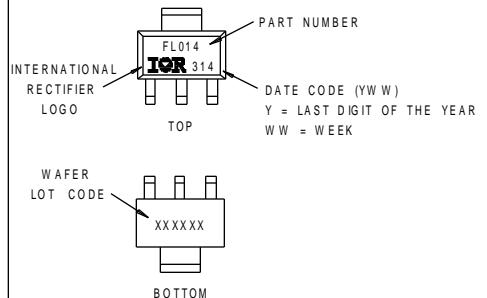 PART NUMBER
FL014
INTERNATIONAL
RECTIFIER
LOGO
IOR 314
DATE CODE (YWW)
Y = LAST DIGIT OF THE YEAR
WW = WEEK
TOP
WAFER
LOT CODE
XXXXXX
BOTTOM